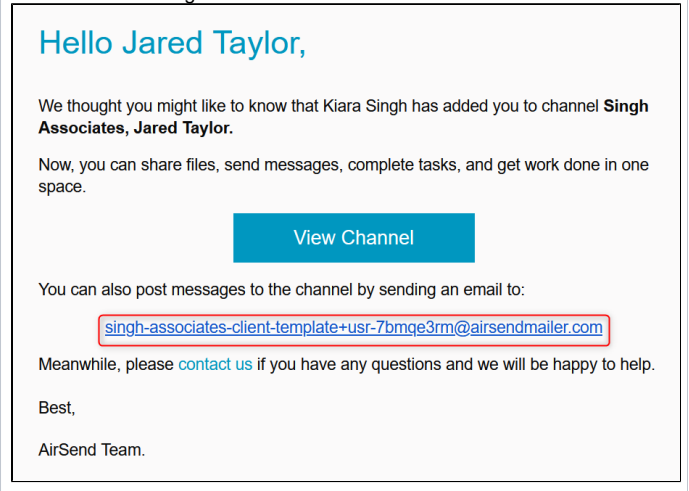 Hello Jared Taylor,
We thought you might like to know that Kiara Singh has added you to channel Singh
Associates, Jared Taylor.
Now, you can share files, send messages, complete tasks, and get work done in one
space.
View Channel
You can also post messages to the channel by sending an email to:
singh-associates-client-template+usr-7bmqe3rm@airsendmailer.com
Meanwhile, please contact us if you have any questions and we will be happy to help.
Best,
AirSend Team.